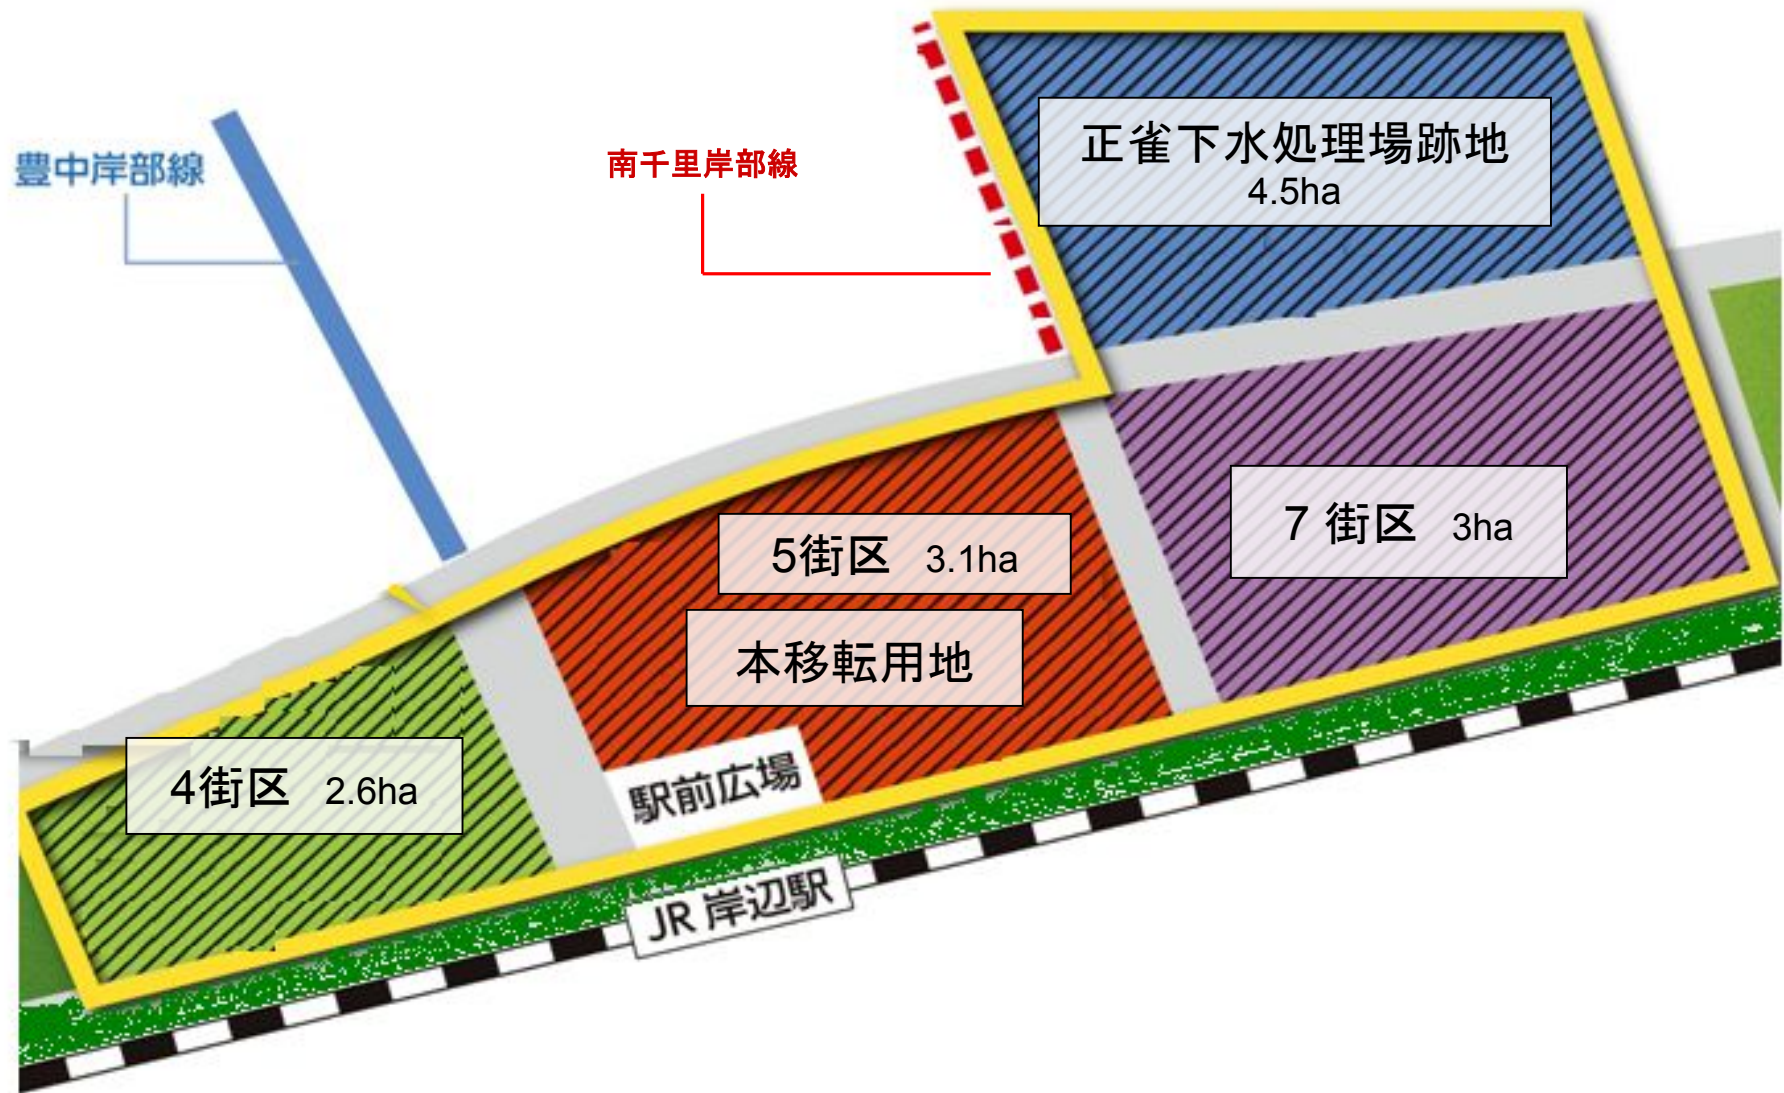 正雀下水処理場跡地
4.5ha
豊中岸部線
南千里岸部線
7 街区 3ha
5街区 3.1ha
本移転用地
4街区 2.6ha
駅前広場
JR 岸辺駅